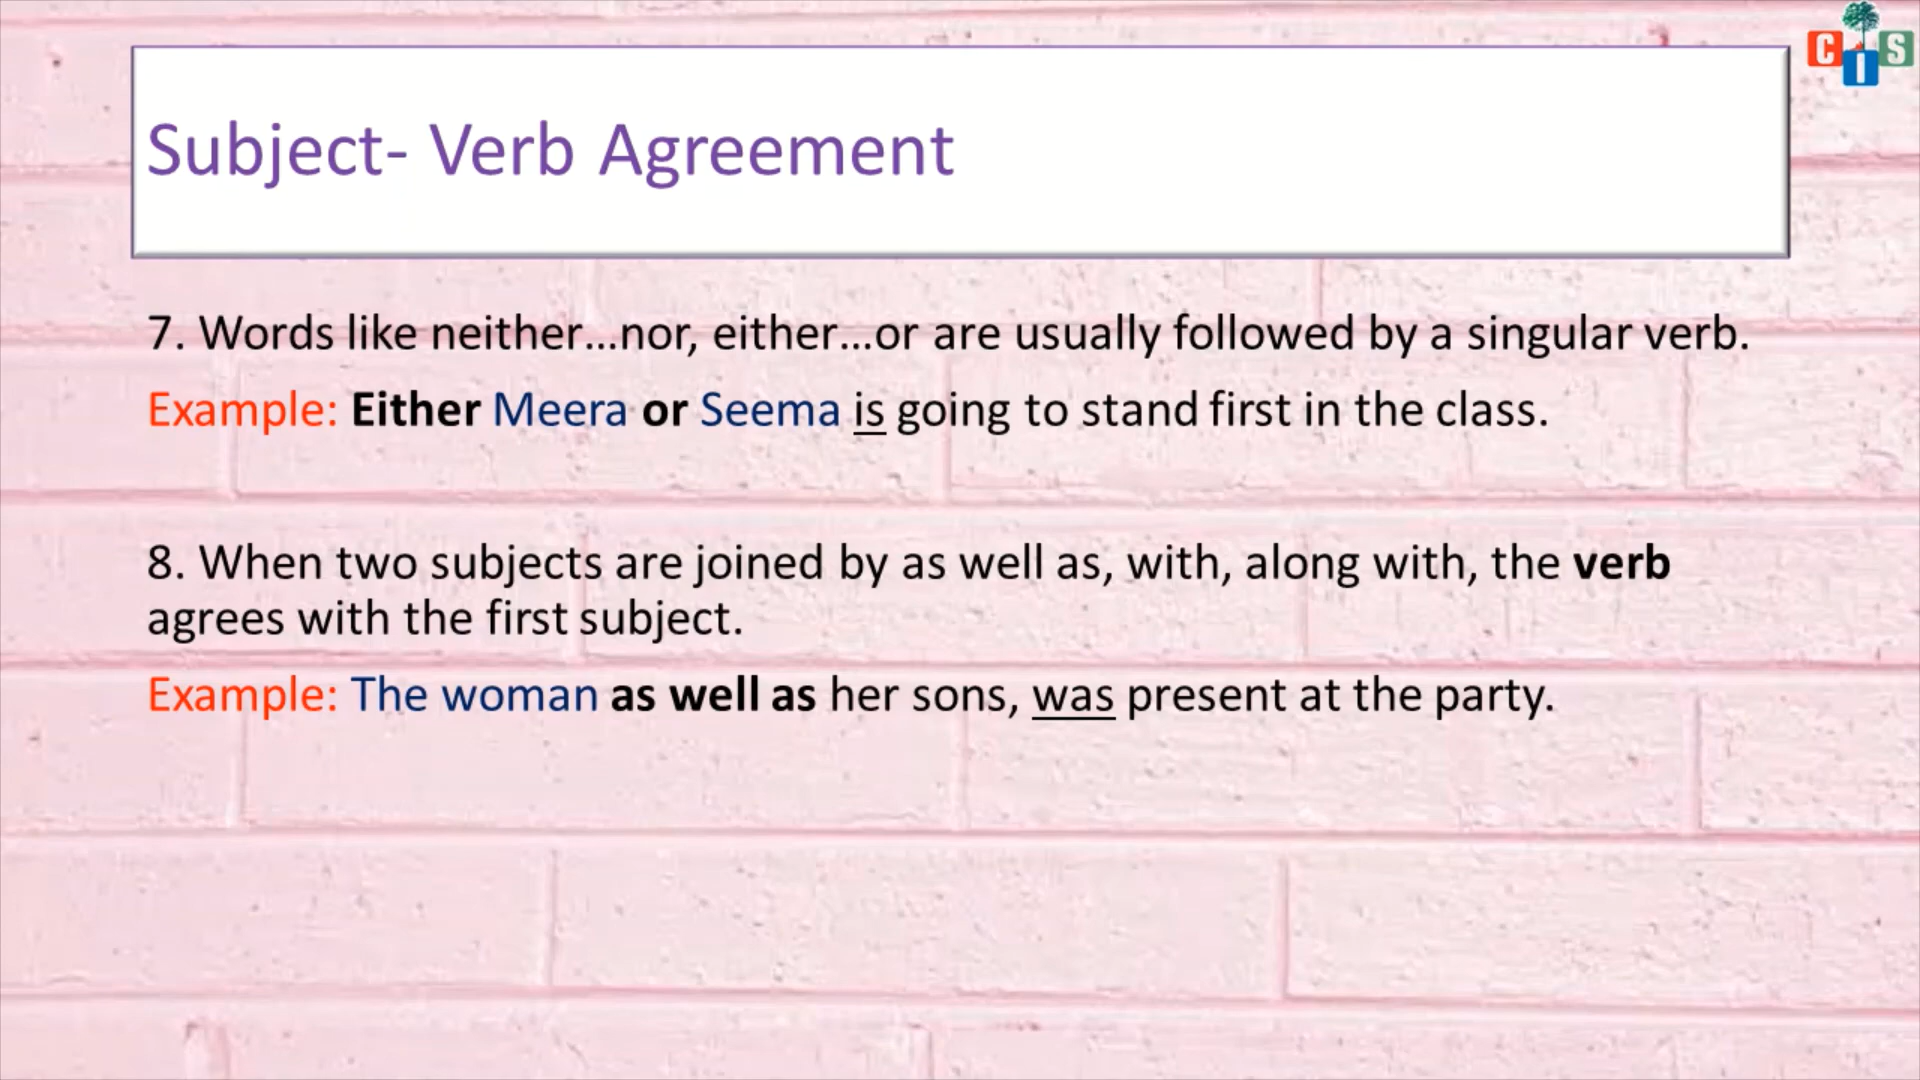 C I S
Subject- Verb Agreement
7. Words like neither...nor, either...or are usually followed by a singular verb.
Example: Either Meera or Seema is going to stand first in the class.
8. When two subjects are joined by as well as, with, along with, the verb
agrees with the first subject.
Example: The woman as well as her sons, was present at the party.